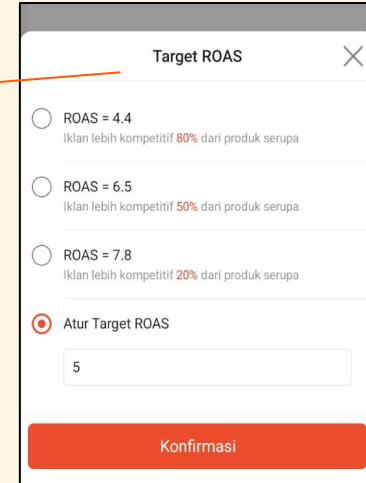 Target ROAS
ROAS = 4.4
Iklan lebih kompetitif 80% dari produk serupa
ROAS = 6.5
Iklan lebih kompetitif 50% dari produk serupa
ROAS = 7.8
Iklan lebih kompetitif 20% dari produk serupa
Atur Target ROAS
5
Konfirmasi